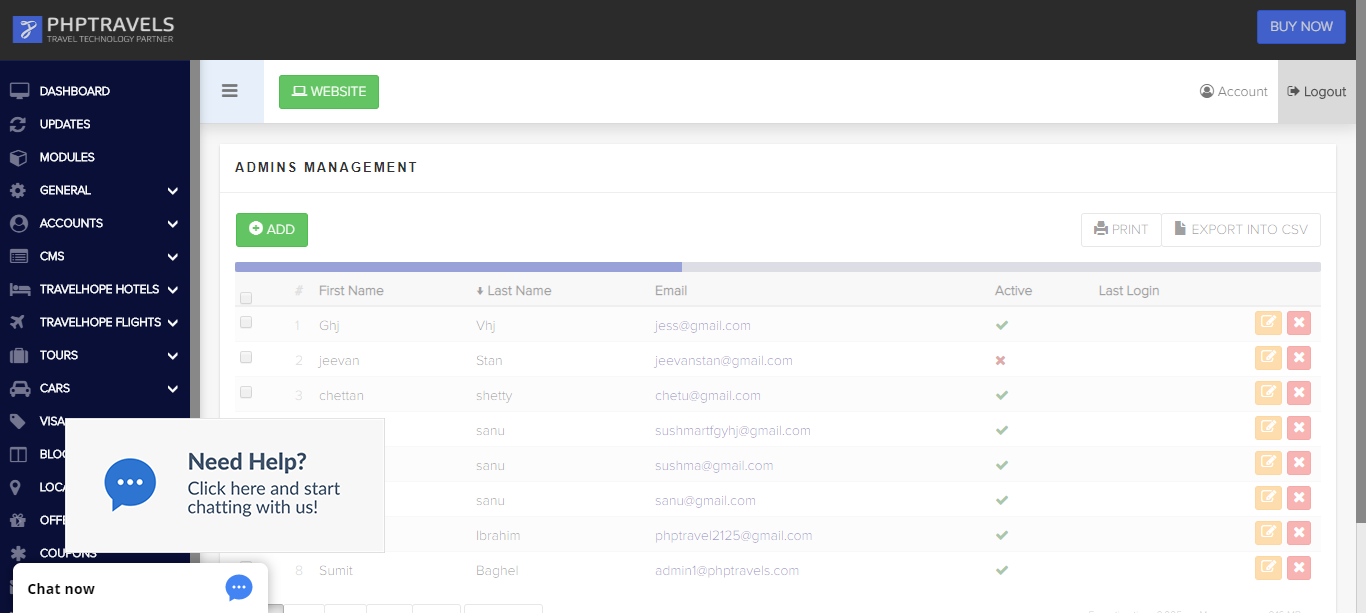 PHPTRAVELS
TRAVEL TECHNOLOGY PARTNER
BUY NOW
DASHBOARD
UPDATES
MODULES
GENERAL
ACCOUNTS
CMS
TRAVELHOPE HOTELS
TRAVELHOPE FLIGHTS
TOURS
CARS
VISA
BLO
LOCA
OFFE
COUPONS
WEBSITE
Account
Logout
ADMINS MANAGEMENT
ADD
PRINT
EXPORT INTO CSV
# First Name Last Name Email Active Last Login
1 Ghj Vhj jess@gmail.com
2 jeevan Stan jeevanstan@gmail.com
3 chettan shetty chetu@gmail.com
sanu sushmartfgyhj@gmail.com
sanu sushma@gmail.com
sanu sanu@gmail.com
Ibrahim phptravel2125@gmail.com
8 Sumit Baghel admin1@phptravels.com
Need Help?
Click here and start
chatting with us!
Chat now